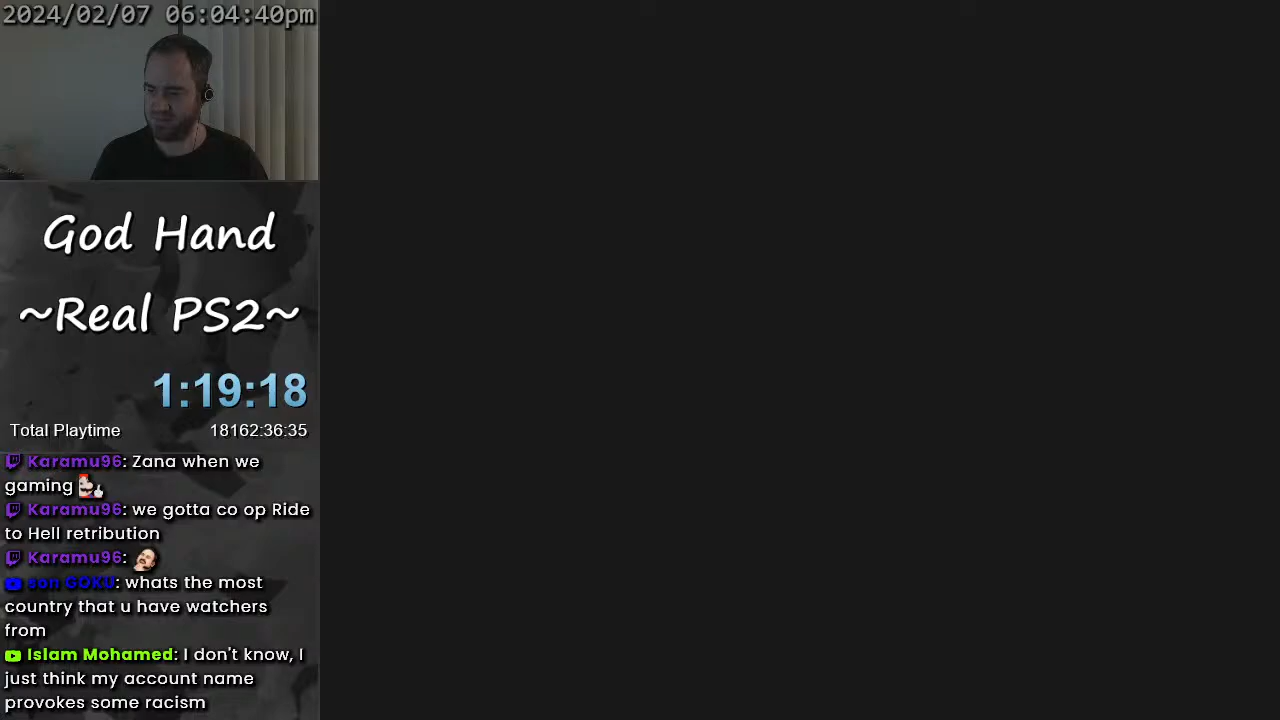 2024/02/07 06:04:40pm
God Hand
~Real PS2~
1:19:18
Total Playtime 18162:36:35
Karamu96: Zana when we
gaming
Karamu96: we gotta co op Ride
to Hell retribution
Karamu96:
son GOKU: whats the most
country that u have watchers
from
Islam Mohamed: I don't know, I
just think my account name
provokes some racism